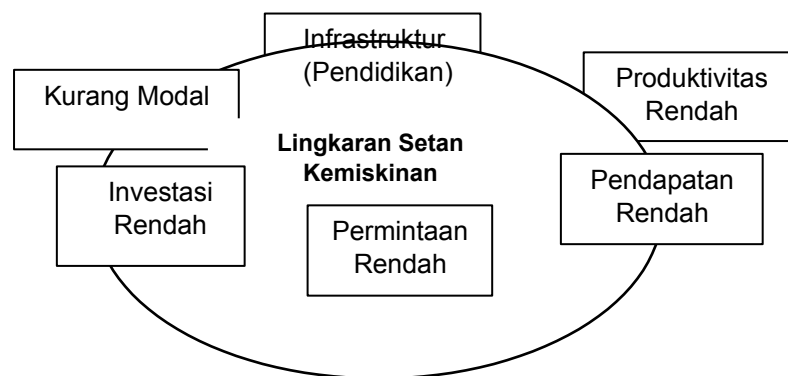 Infrastruktur
(Pendidikan)
Kurang Modal
Produktivitas
Rendah
Lingkaran Setan
Kemiskinan
Investasi
Rendah
Pendapatan
Rendah
Permintaan
Rendah